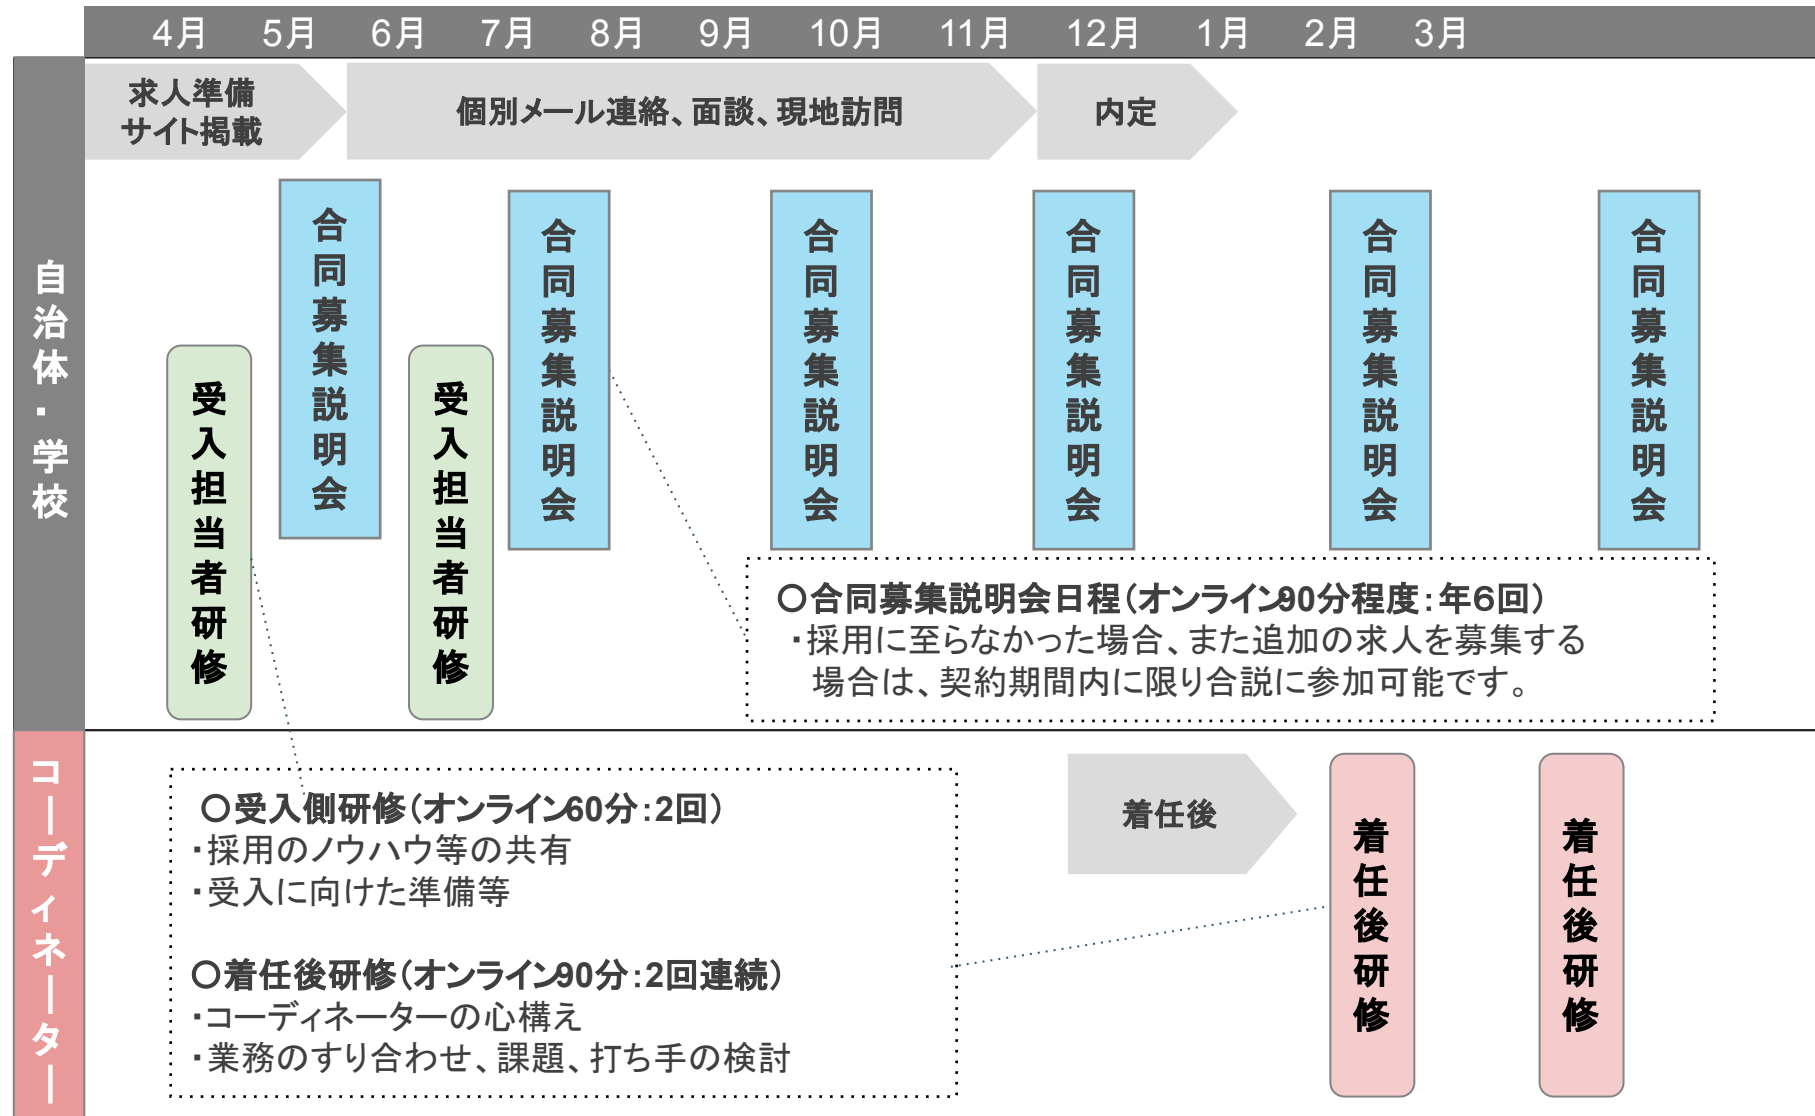 4月 5月 6月 7月 8月 9月 10月 11月 12月 1月 2月 3月
自治体・学校
求人準備
サイト掲載
個別メール連絡、面談、現地訪問
内定
合同募集説明会
合同募集説明会
合同募集説明会
合同募集説明会
合同募集説明会
合同募集説明会
受入担当者研修
受入担当者研修
〇合同募集説明会日程(オンライン90分程度:年6回)
・採用に至らなかった場合、また追加の求人を募集する
場合は、契約期間内に限り合説に参加可能です。
コーディネーター
〇受入側研修(オンライン60分:2回)
・採用のノウハウ等の共有
・受入に向けた準備等
〇着任後研修(オンライン90分:2回連続)
・コーディネーターの心構え
・業務のすり合わせ、課題、打ち手の検討
着任後
着任後研修
着任後研修